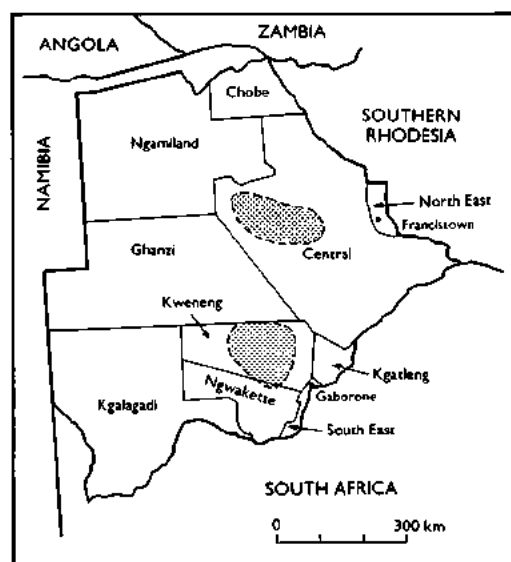 ANGOLA
ZAMBIA
Chobe
SOUTHERN
RHODESIA
Ngamiland
NAMIBIA
North East
Francistown
Ghanzi
Central
Kweneng
Kgatleng
Ngwaketse
Gaborone
Kgalagadi
South East
SOUTH AFRICA
0 300 km